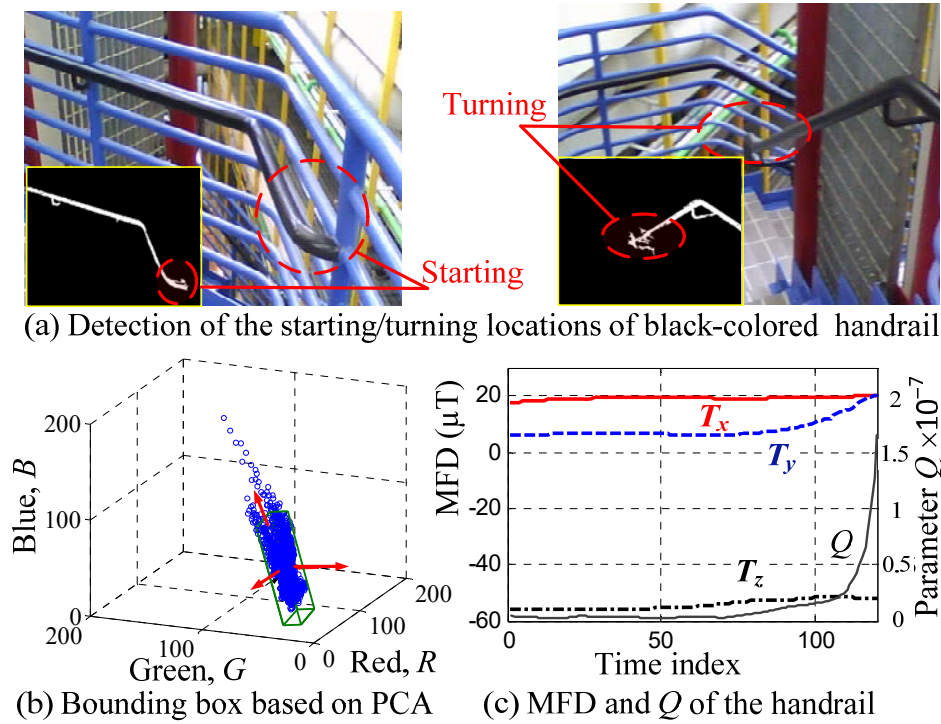 Turning
Starting
(a) Detection of the starting/turning locations of black-colored handrail
200
100
0
200
100
0
0
100
200
Blue, B
Green, G
Red, R
(b) Bounding box based on PCA
20
0
-20
-40
-60
MFD (μT)
0
50
100
Time index
2
1.5
1
0.5
0
Parameter Q, ×10⁻⁷
Tx
Ty
Tz
Q
(c) MFD and Q of the handrail